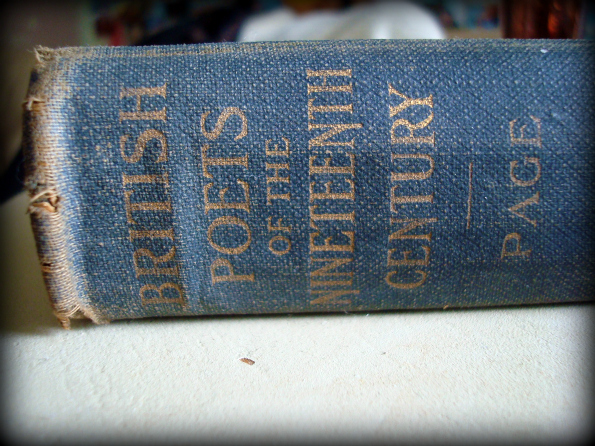 BRITISH
POETS
OF THE
NINETEENTH
CENTURY
PAGE